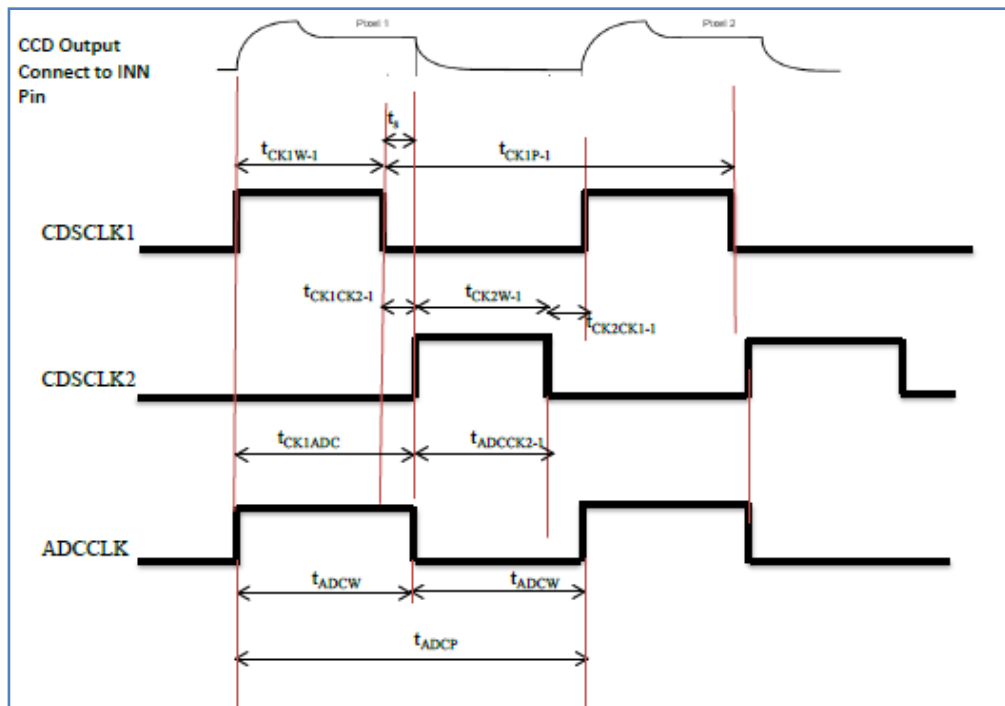 Pixel 1
Pixel 2
CCD Output
Connect to INN
Pin
ts
tCK1W-1
tCK1P-1
CDSCLK1
tCK1CK2-1
tCK2W-1
tCK2CK1-1
CDSCLK2
tCK1ADC
tADCCK2-1
ADCCLK
tADCW
tADCW
tADCP